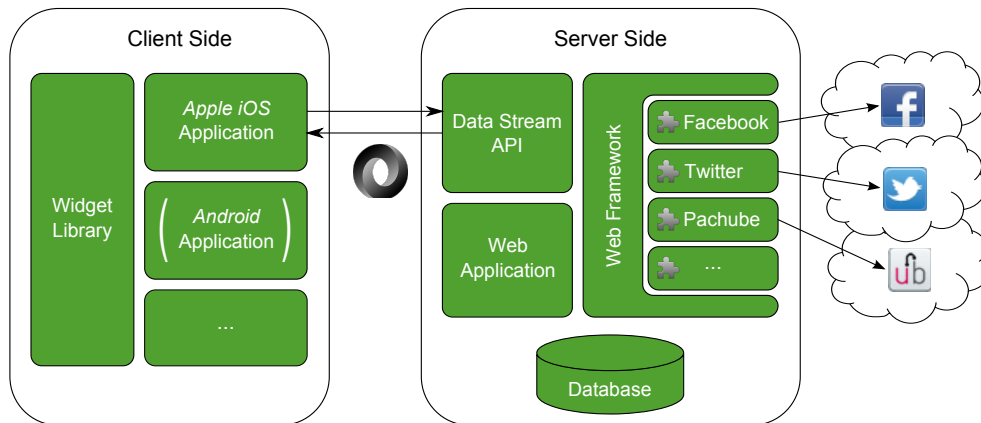 Client Side
Widget
Library
Apple iOS
Application
( Android
Application )
...
Server Side
Data Stream
API
Web
Application
Web Framework
Facebook
Twitter
Pachube
...
Database
f
ub